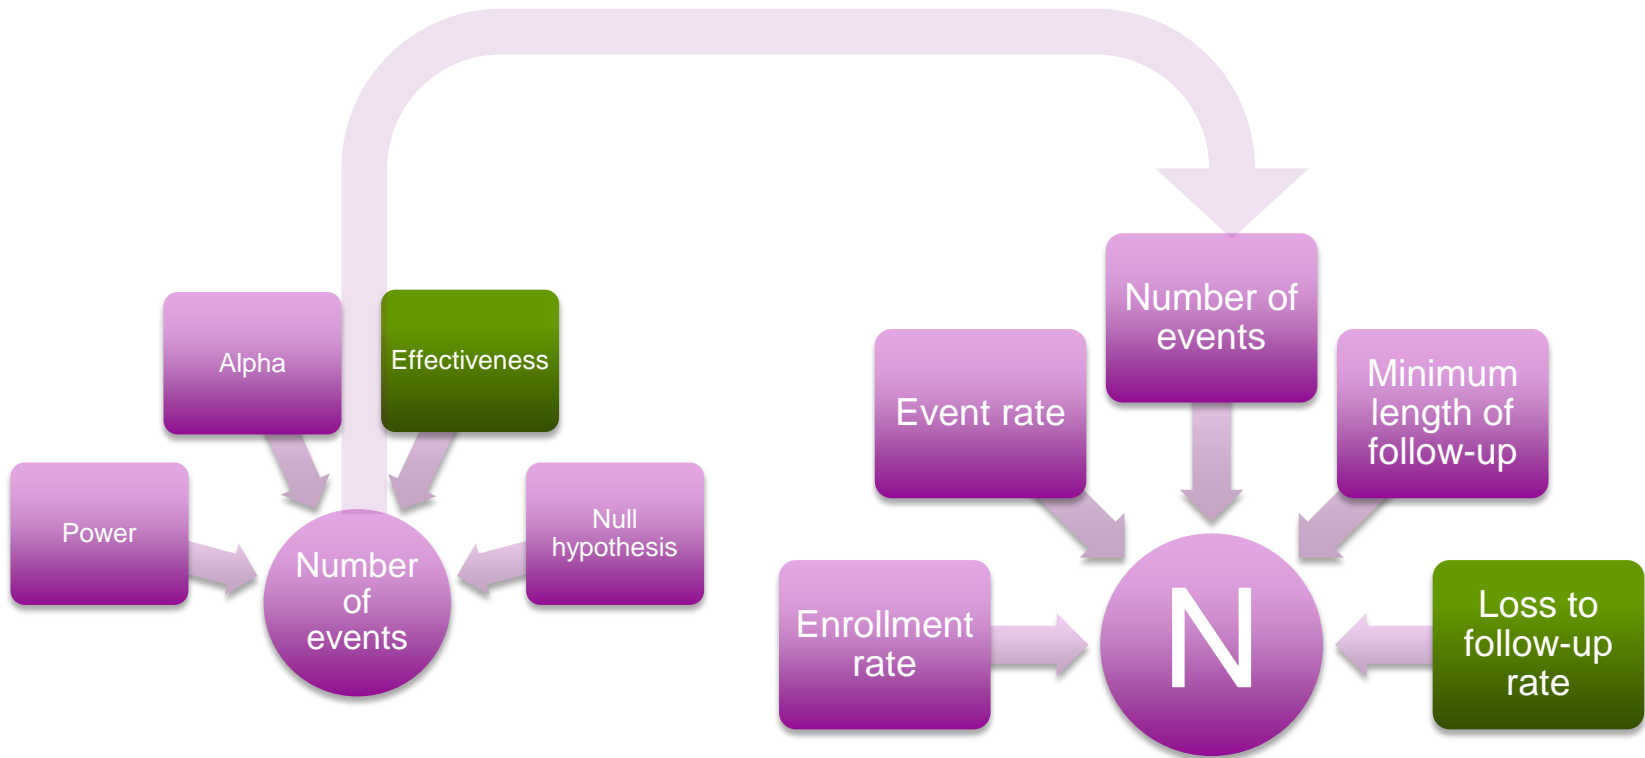 Alpha
Effectiveness
Power
Null
hypothesis
Number
of
events
Number of
events
Event rate
Minimum
length of
follow-up
Enrollment
rate
N
Loss to
follow-up
rate